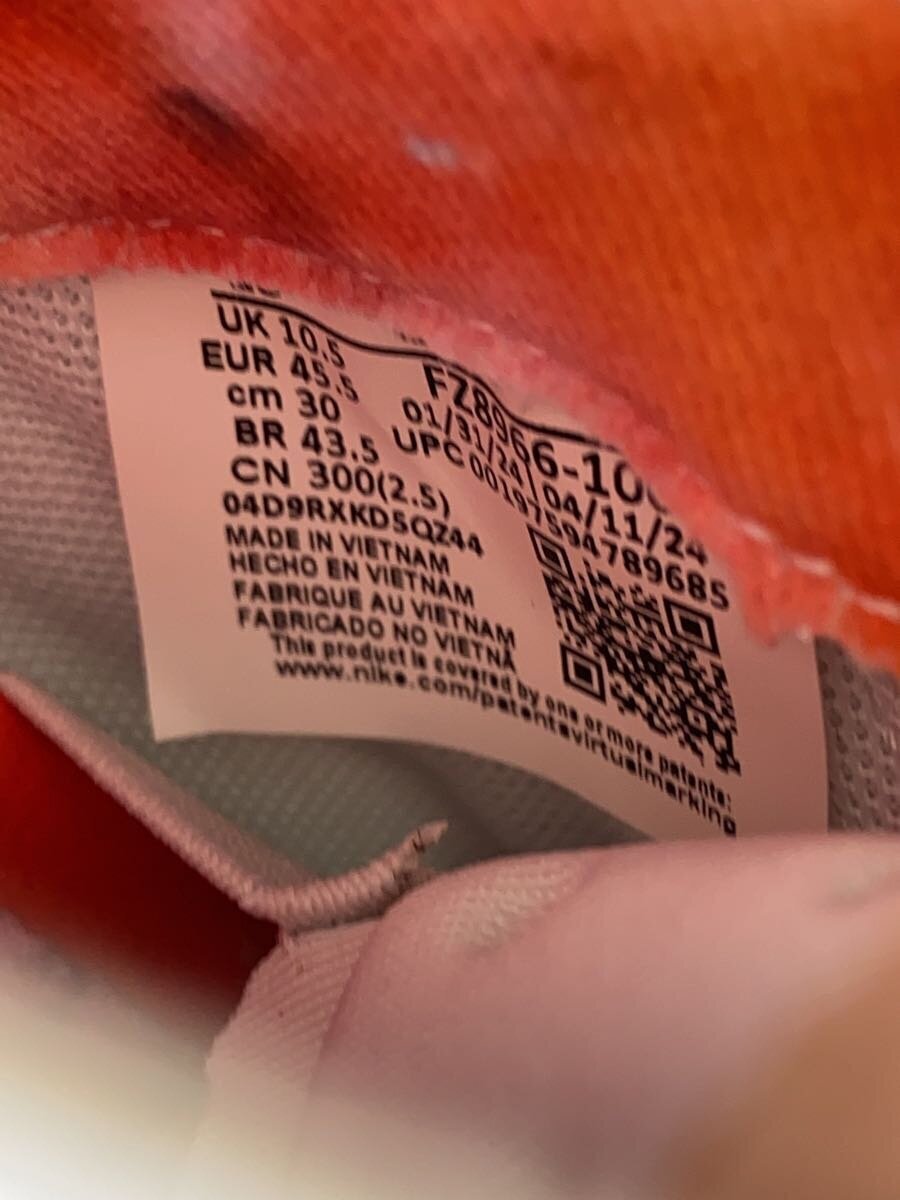 UK 10.5
EUR 45.5
cm 30
BR 43.5
CN 300(2.5)
04D9RXKD5QZ44
FZ8966-10
01/31/24 04/11/24
UPC 00197594789685
MADE IN VIETNAM
HECHO EN VIETNAM
FABRIQUE AU VIETNAM
FABRICADO NO VIETNÃ
This product is covered by one or more patents:
www.nike.com/patentsvirtualmarking